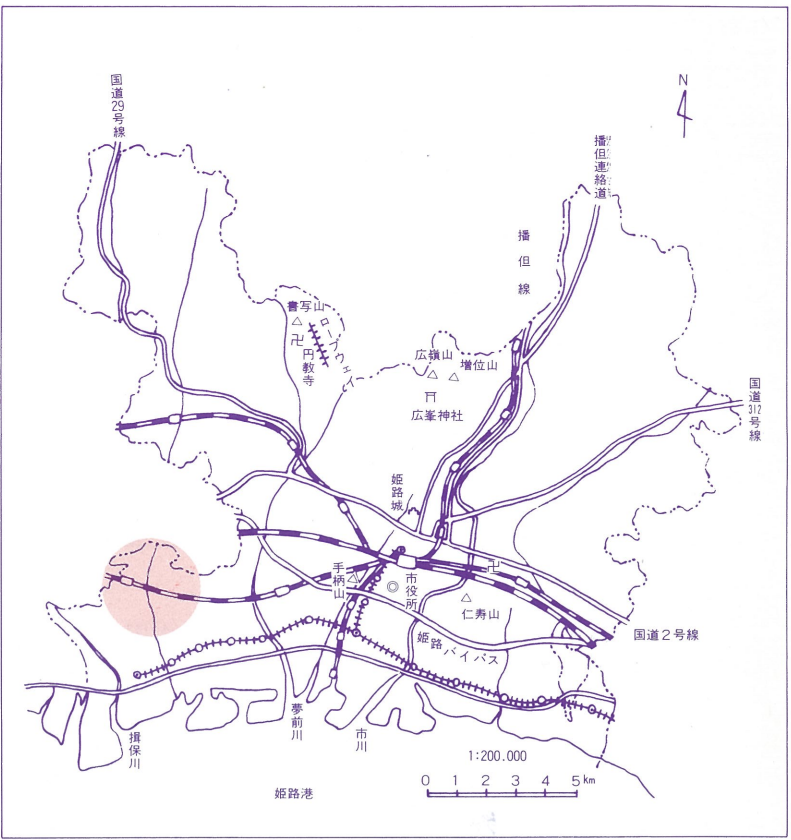 国道29号線
N
播但連絡道
播但線
書写山
卍
円教寺
ロープウェイ
広嶺山
増位山
広峯神社
国道312号線
姫路城
手柄山
市役所
卍
仁寿山
国道2号線
姫路バイパス
揖保川
夢前川
市川
姫路港
1:200.000
0 1 2 3 4 5km